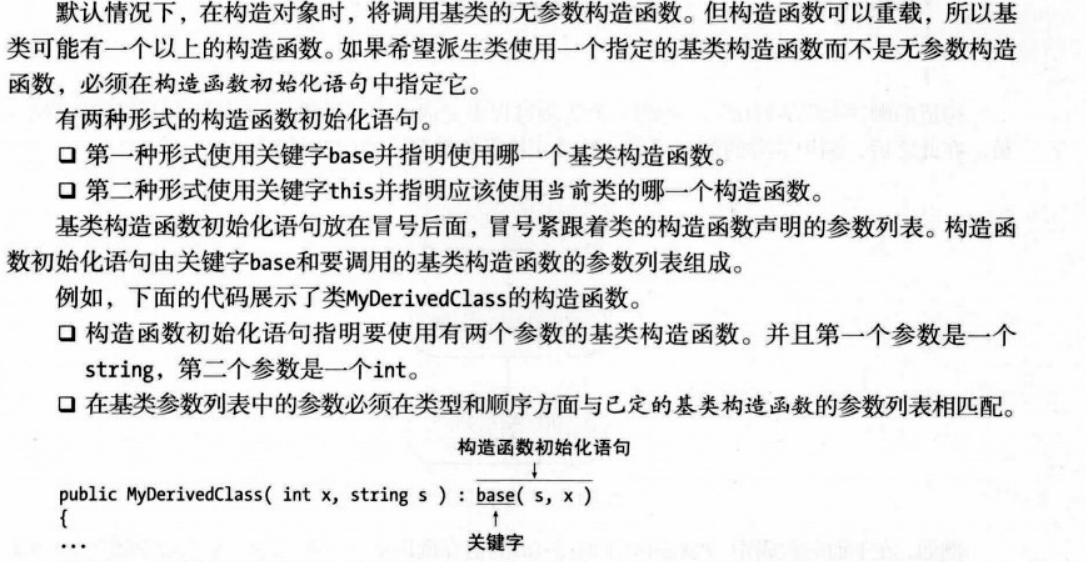 默认情况下，在构造对象时，将调用基类的无参数构造函数。但构造函数可以重载，所以基
类可能有一个以上的构造函数。如果希望派生类使用一个指定的基类构造函数而不是无参数构造
函数，必须在构造函数初始化语句中指定它。
有两种形式的构造函数初始化语句。
❑ 第一种形式使用关键字base并指明使用哪一个基类构造函数。
❑ 第二种形式使用关键字this并指明应该使用当前类的哪一个构造函数。
基类构造函数初始化语句放在冒号后面，冒号紧跟着类的构造函数声明的参数列表。构造函
数初始化语句由关键字base和要调用的基类构造函数的参数列表组成。
例如，下面的代码展示了类MyDerivedClass的构造函数。
❑ 构造函数初始化语句指明要使用有两个参数的基类构造函数。并且第一个参数是一个
string，第二个参数是一个int。
❑ 在基类参数列表中的参数必须在类型和顺序方面与已定的基类构造函数的参数列表相匹配。
构造函数初始化语句
↓
public MyDerivedClass( int x, string s ) : base( s, x )
{
↑
...
关键字